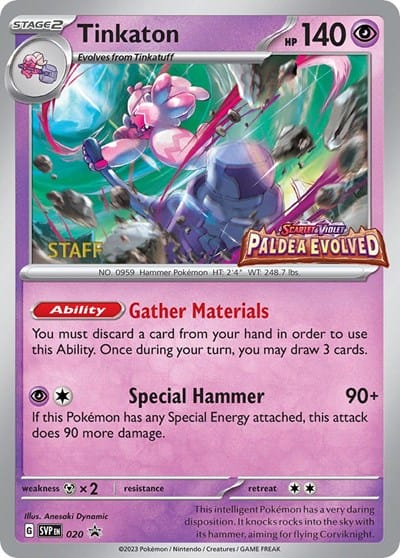 STAGE2 Tinkaton HP 140
Evolves from Tinkatuff
STAFF
SCARLET & VIOLET
PALDEA EVOLVED
NO. 0959 Hammer Pokémon HT: 2'4" WT: 248.7 lbs.
Ability Gather Materials
You must discard a card from your hand in order to
use this Ability. Once during your turn, you may draw 3 cards.
Special Hammer 90+
If this Pokémon has any Special Energy attached, this attack
does 90 more damage.
weakness ×2 resistance retreat
Illus. Anesaki Dynamic
G SVP EN 020
This intelligent Pokémon has a very daring
disposition. It knocks rocks into the sky with
its hammer, aiming for flying Corviknight.
©2023 Pokémon / Nintendo / Creatures / GAME FREAK